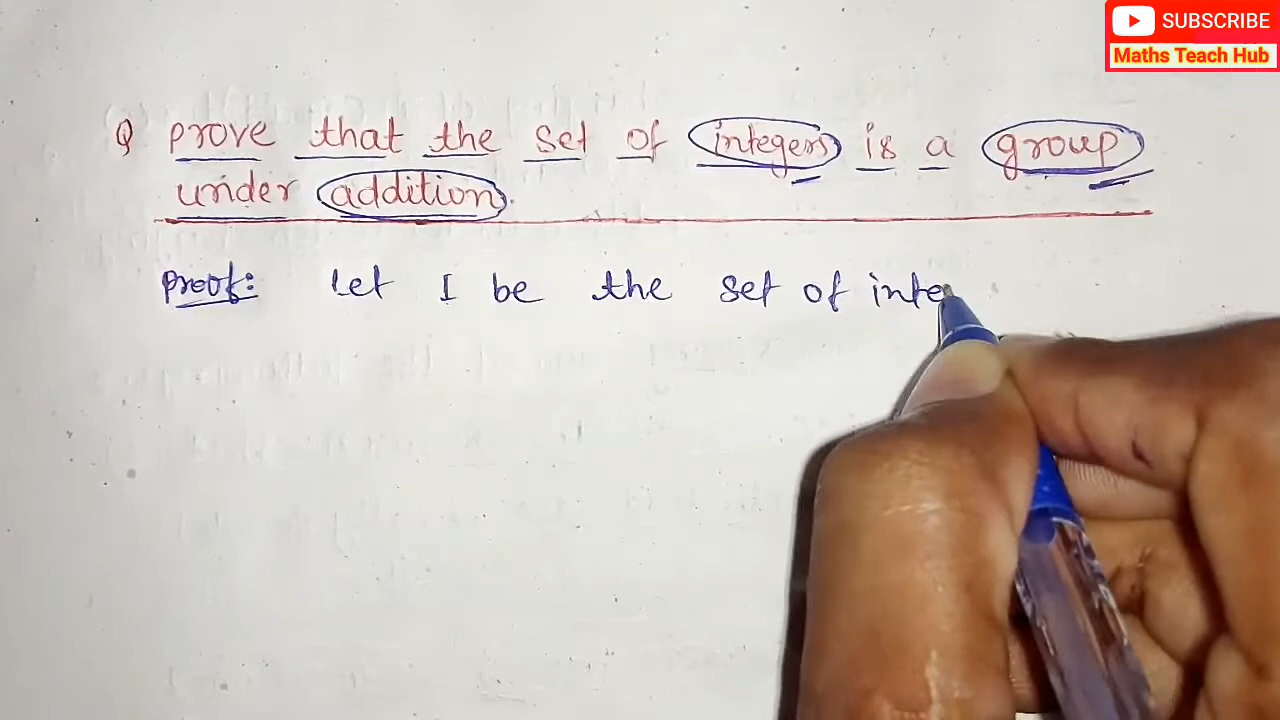 SUBSCRIBE
Maths Teach Hub
Q prove that the set of integers is a group
under addition.
Proof: Let I be the set of inte